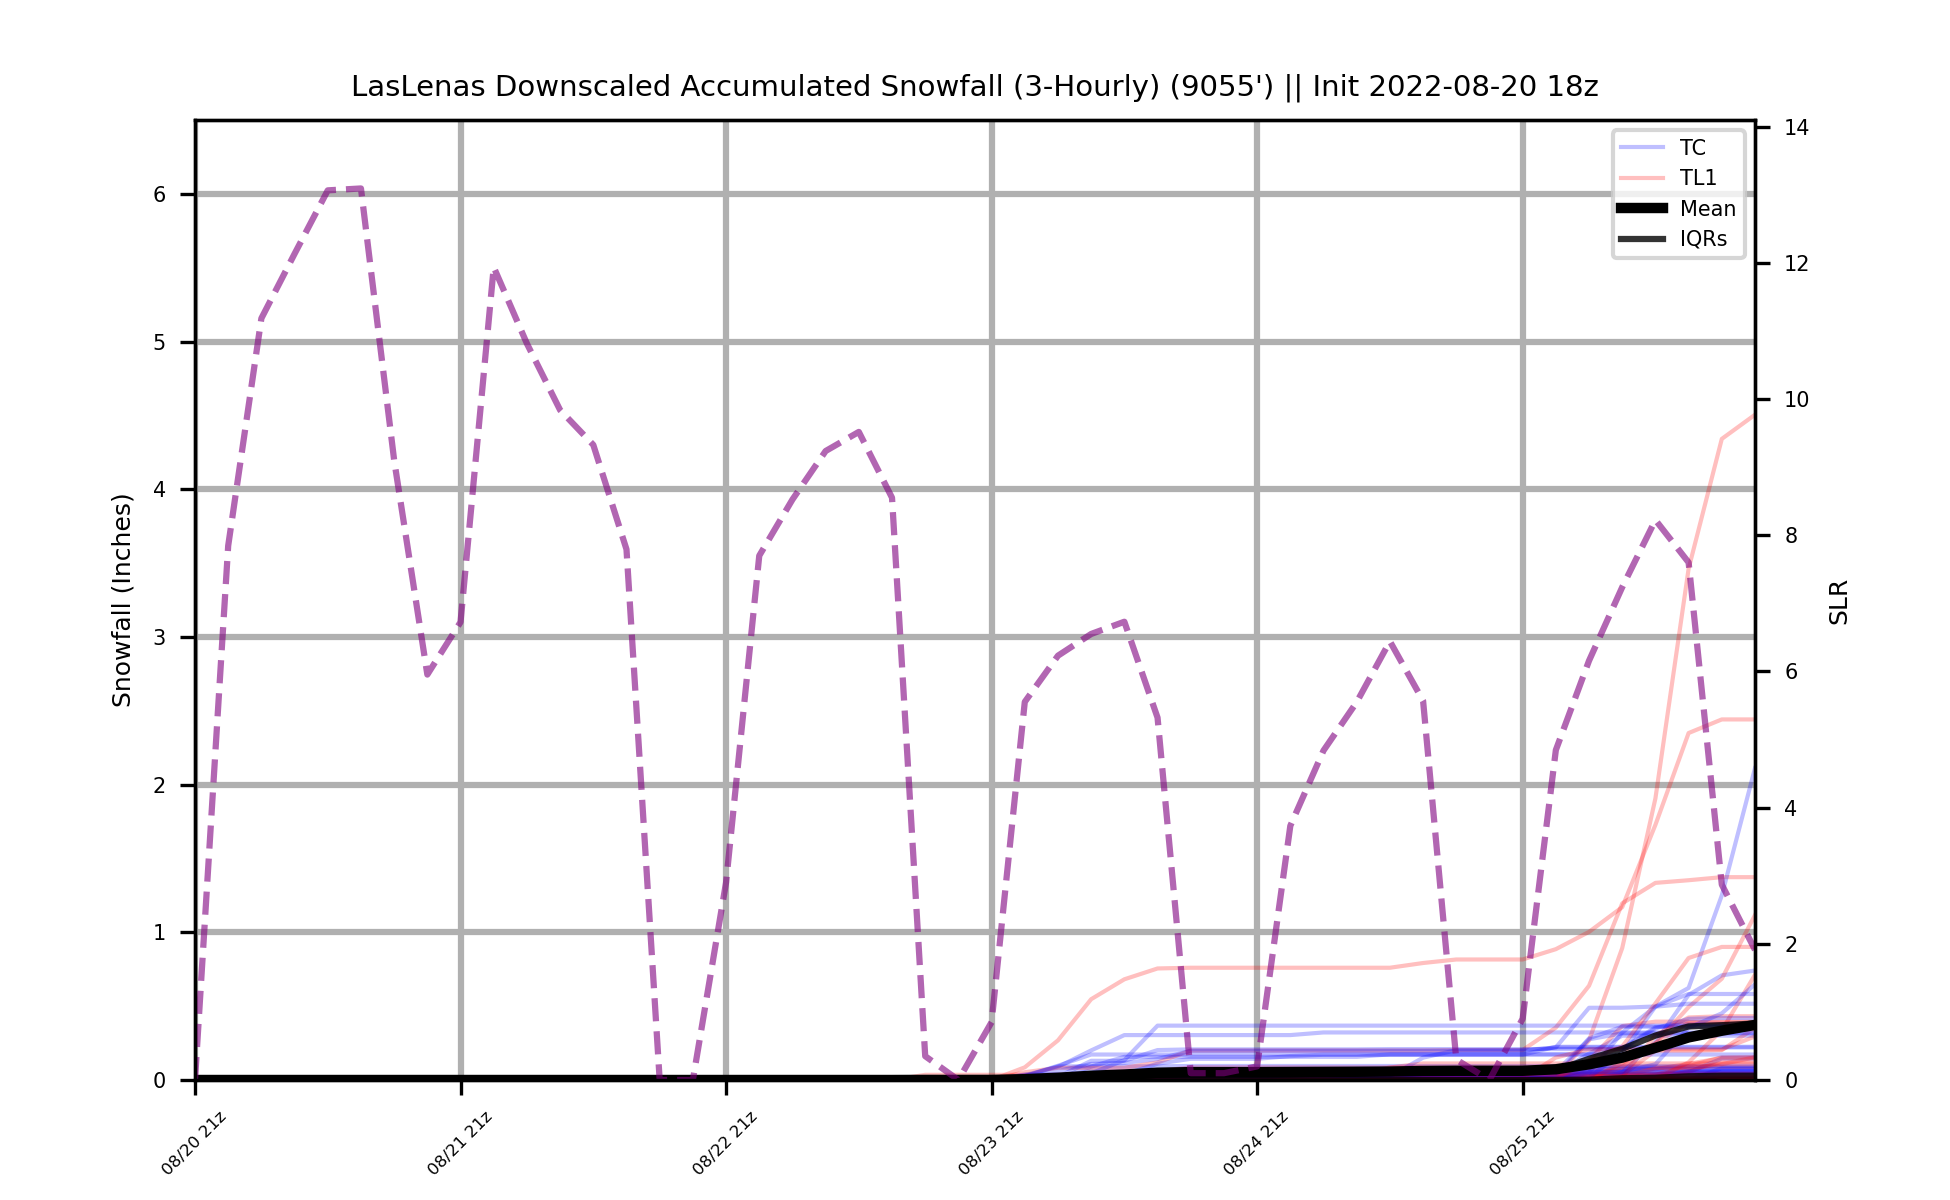 LasLenas Downscaled Accumulated Snowfall (3-Hourly) (9055') || Init 2022-08-20 18z
TC
TL1
Mean
IQRs
Snowfall (Inches)
6
5
4
3
2
1
0
SLR
14
12
10
8
6
4
2
0
08/20 21z
08/21 21z
08/22 21z
08/23 21z
08/24 21z
08/25 21z